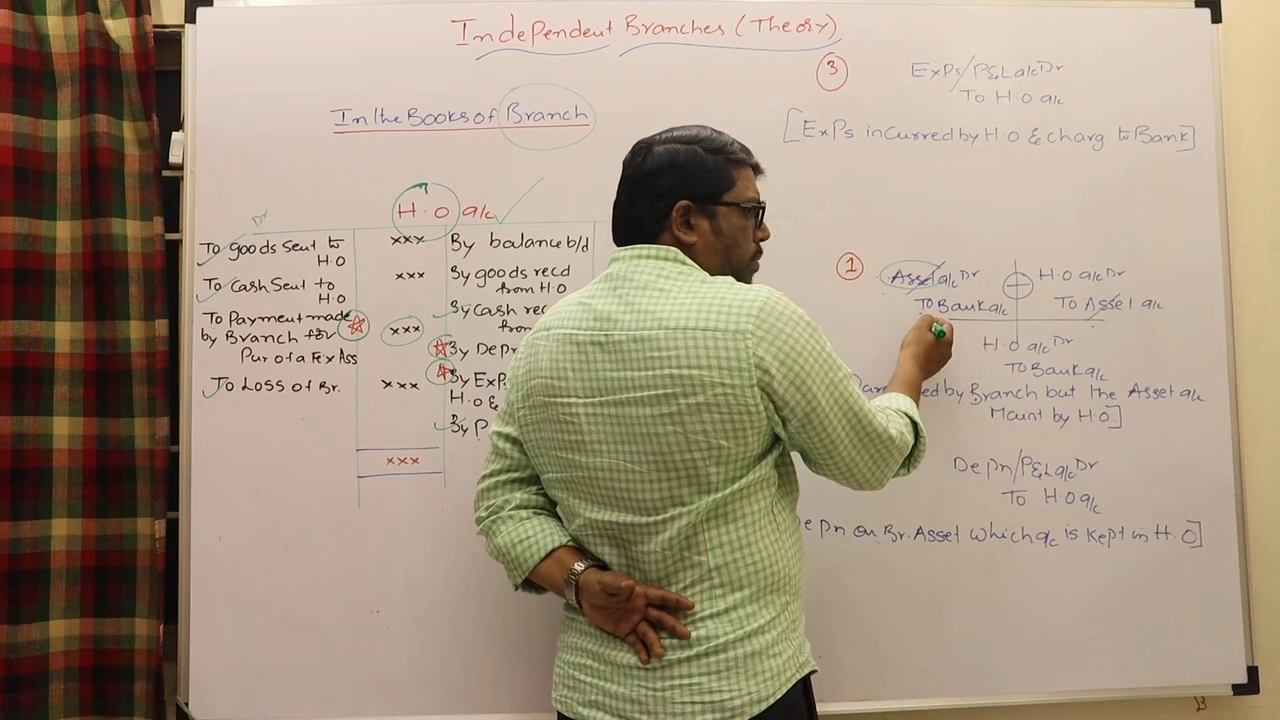 Independent Branches (Theory)
In the Books of Branch
H.O a/c
Dr
To goods sent to
H.O
xxx
By balance b/d
To Cash Sent to
H.O
xxx
By goods recd
from H.O
To Payment made
by Branch for
Pur of a Fix Ass
xxx
By Cash rec
from
By Depr
To Loss of Br.
xxx
By Exp
H.O &
By P
xxx
3
Exps/P&L a/c Dr
To H.O a/c
[Exps incurred by H.O & charg. to Bank]
1
Asset a/c Dr
To Bank a/c
H.O a/c Dr
To Asset a/c
H.O a/c Dr
To Bank a/c
ed by Branch but the Asset a/c
Mount by H.O]
Depn/P&L a/c Dr
To H.O a/c
epn on Br. Asset which a/c is kept in H.O]